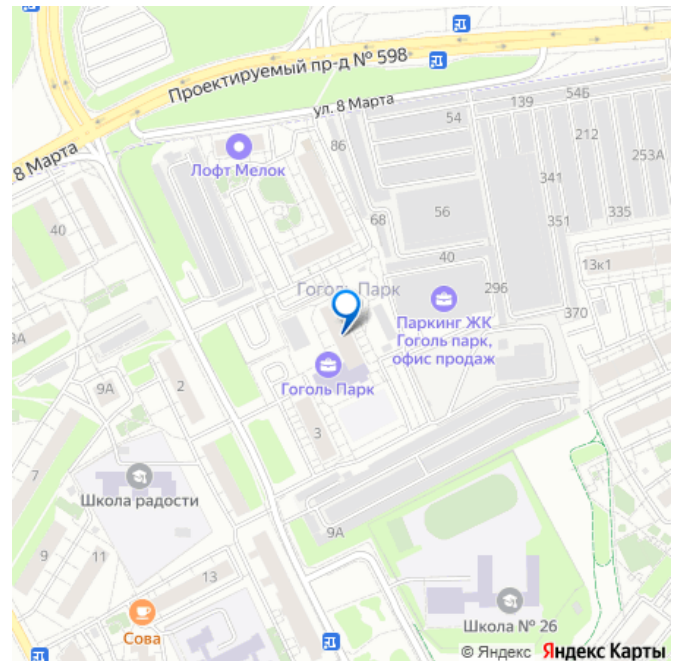 Проектируемый пр-д № 598
ул. 8 Марта
8 Марта
54
139
54Б
212
253А
86
341
Лофт Мелок
68
56
351
335
40
40
13к1
Гоголь Парк
296
370
Паркинг ЖК
Гоголь парк,
офис продаж
Гоголь Парк
3А
9А
2
3
7
Школа радости
9А
9
11
13
Школа № 26
Сова
© Яндекс Яндекс Карты